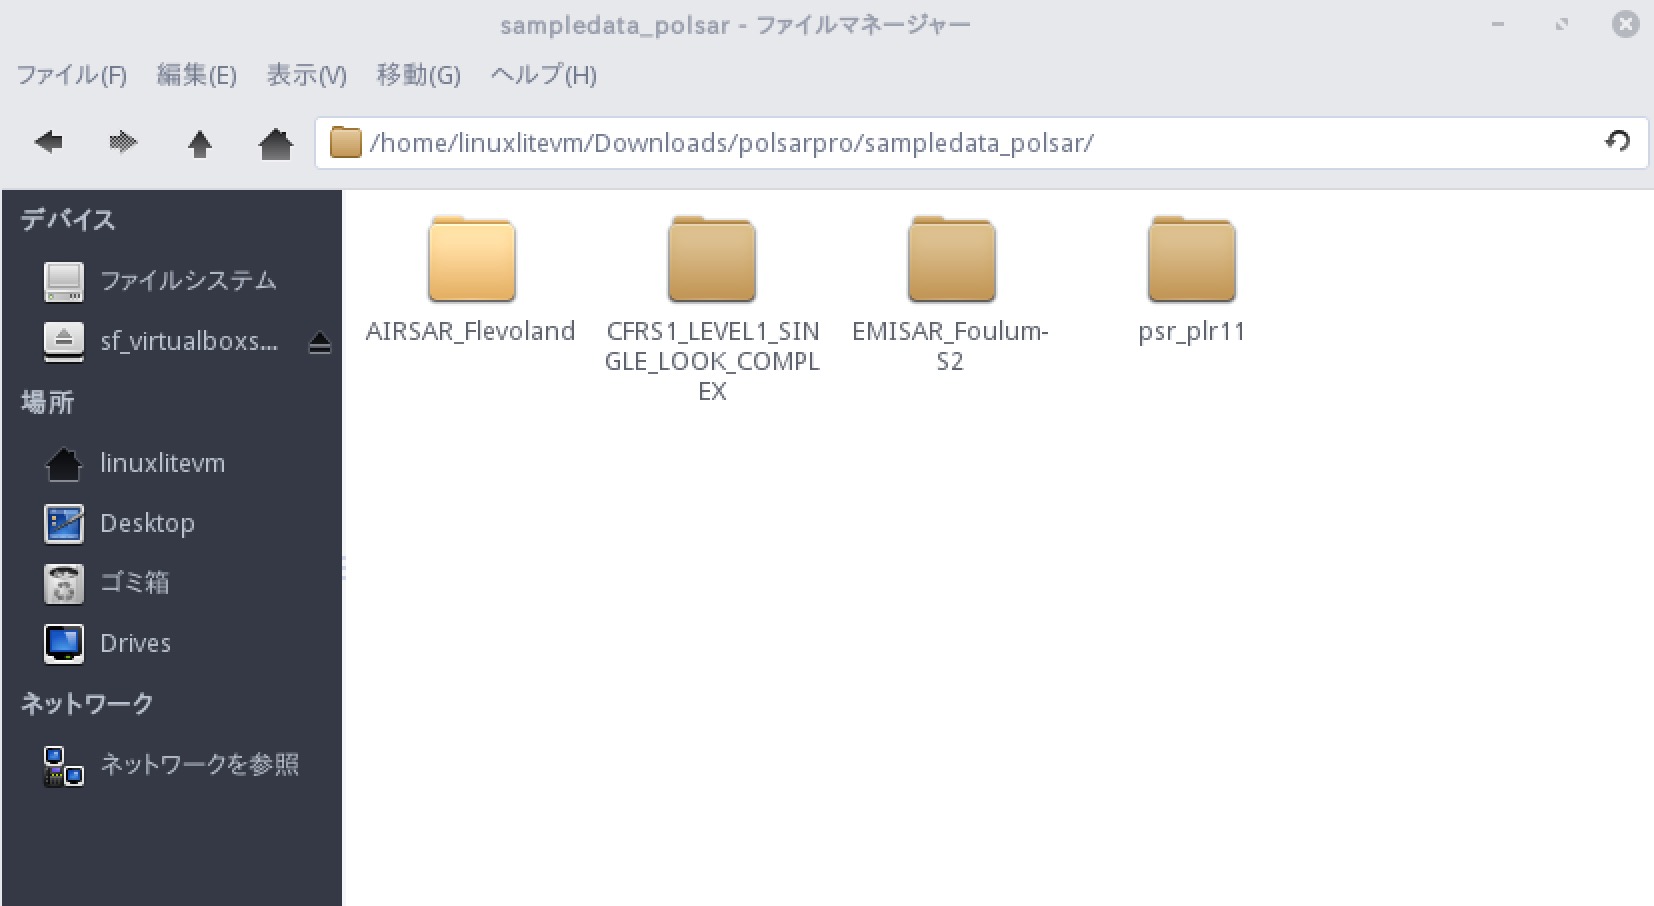 sampledata_polsar - ファイルマネージャー
ファイル(F) 編集(E) 表示(V) 移動(G) ヘルプ(H)
/home/linuxlitevm/Downloads/polsarpro/sampledata_polsar/
デバイス
ファイルシステム
sf_virtualboxs...
場所
linuxlitevm
Desktop
ゴミ箱
Drives
ネットワーク
ネットワークを参照
AIRSAR_Flevoland
CFRS1_LEVEL1_SIN
GLE_LOOK_COMPL
EX
EMISAR_Foulum-
S2
psr_plr11